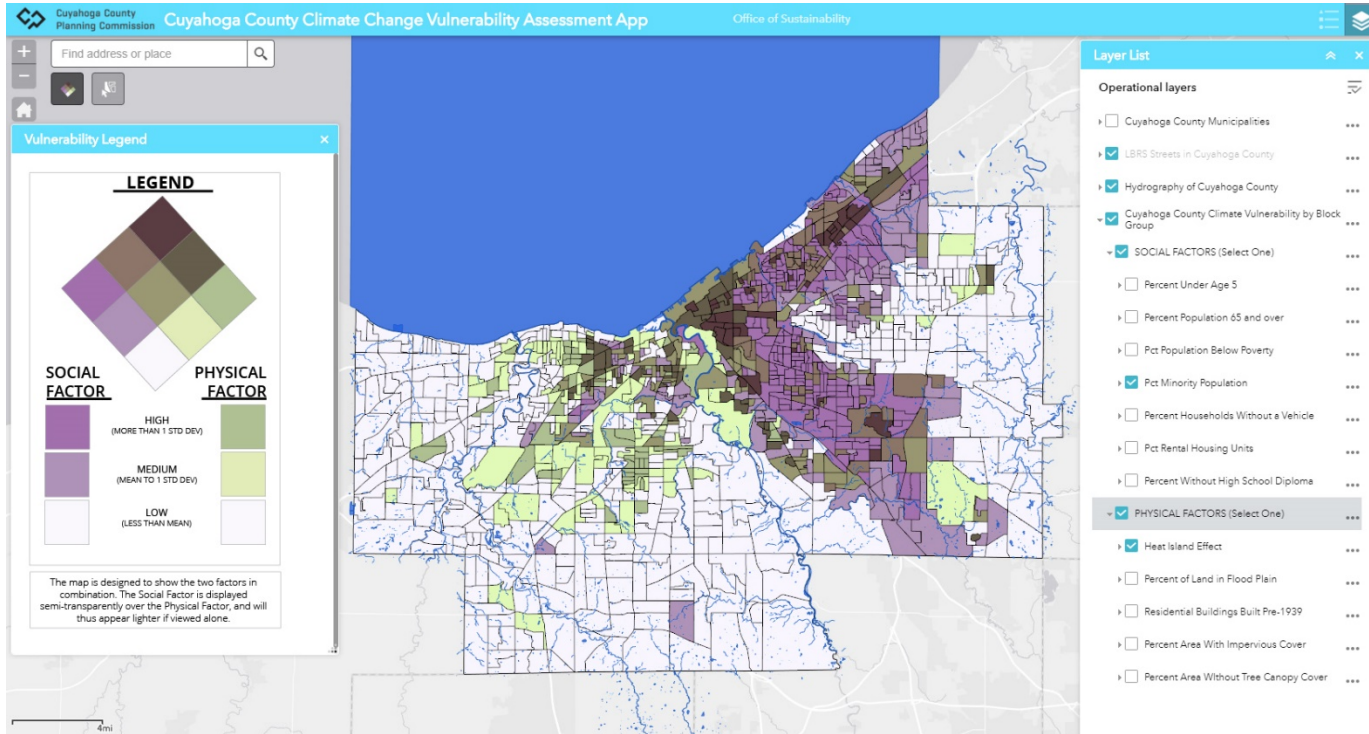 Cuyahoga County
Planning Commission
Cuyahoga County Climate Change Vulnerability Assessment App
Office of Sustainability
Find address or place
Vulnerability Legend
LEGEND
SOCIAL
FACTOR
PHYSICAL
FACTOR
HIGH
(MORE THAN 1 STD DEV)
MEDIUM
(MEAN TO 1 STD DEV)
LOW
(LESS THAN MEAN)
The map is designed to show the two factors in
combination. The Social Factor is displayed
semi-transparently over the Physical Factor, and will
thus appear lighter if viewed alone.
4mi
Layer List
Operational layers
Cuyahoga County Municipalities
LBRS Streets in Cuyahoga County
Hydrography of Cuyahoga County
Cuyahoga County Climate Vulnerability by Block
Group
SOCIAL FACTORS (Select One)
Percent Under Age 5
Percent Population 65 and over
Pct Population Below Poverty
Pct Minority Population
Percent Households Without a Vehicle
Pct Rental Housing Units
Percent Without High School Diploma
PHYSICAL FACTORS (Select One)
Heat Island Effect
Percent of Land in Flood Plain
Residential Buildings Built Pre-1939
Percent Area With Impervious Cover
Percent Area WIthout Tree Canopy Cover